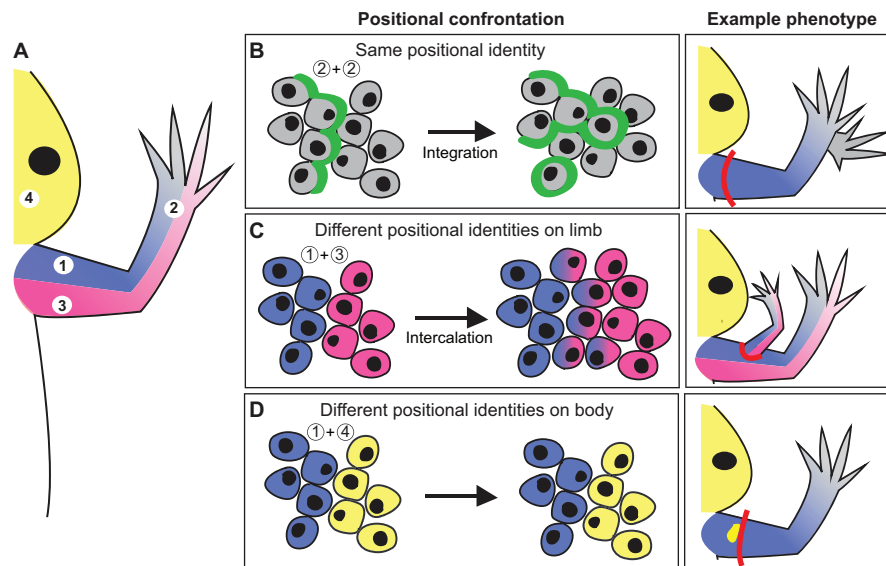 Positional confrontation
Example phenotype
A
4
1
3
2
B
Same positional identity
②+②
Integration
C
Different positional identities on limb
①+③
Intercalation
D
Different positional identities on body
①+④